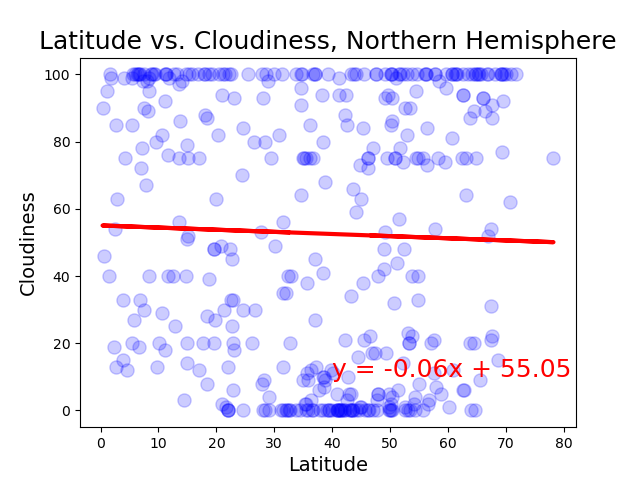 Latitude vs. Cloudiness, Northern Hemisphere
100
80
60
40
20
0
Cloudiness
y = -0.06x + 55.05
0 10 20 30 40 50 60 70 80
Latitude